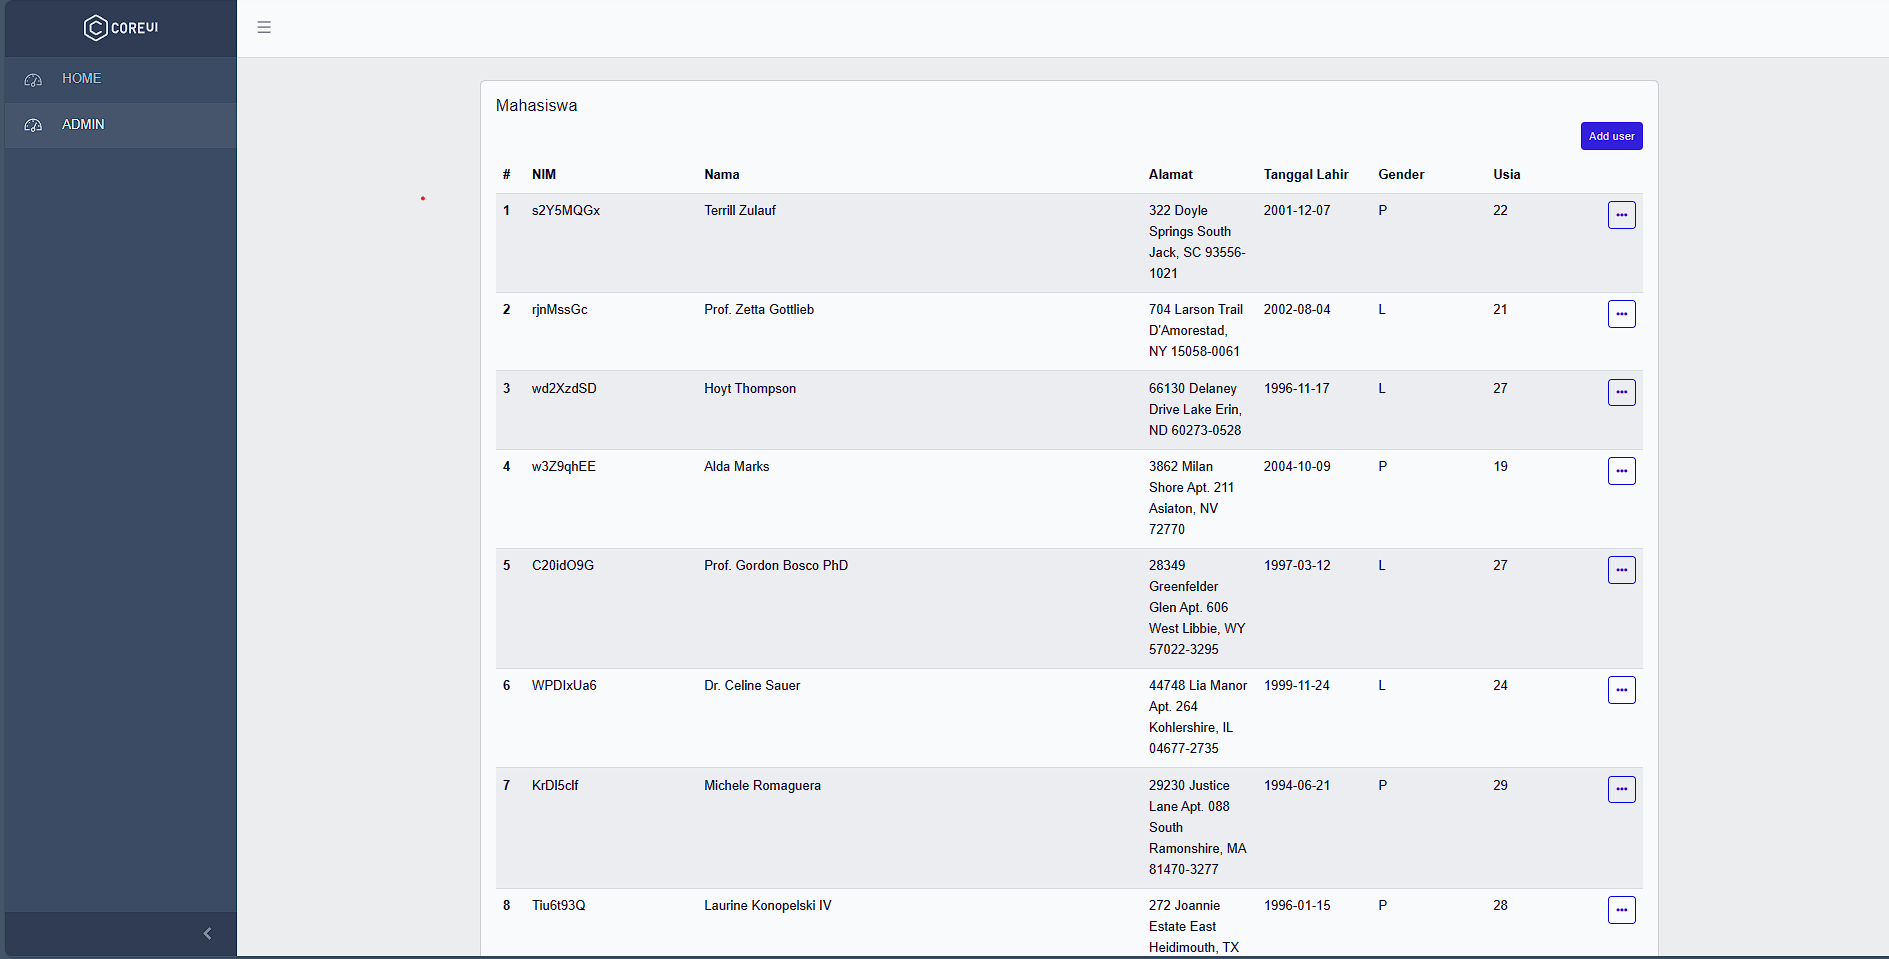 COREUI
HOME
ADMIN
Mahasiswa
Add user
# NIM Nama Alamat Tanggal Lahir Gender Usia
1 s2Y5MQGx Terrill Zulauf 322 Doyle 2001-12-07 P 22
Springs South
Jack, SC 93556-
1021
2 rjnMssGc Prof. Zetta Gottlieb 704 Larson Trail 2002-08-04 L 21
D'Amorestad,
NY 15058-0061
3 wd2XzdSD Hoyt Thompson 66130 Delaney 1996-11-17 L 27
Drive Lake Erin,
ND 60273-0528
4 w3Z9qhEE Alda Marks 3862 Milan 2004-10-09 P 19
Shore Apt. 211
Asiaton, NV
72770
5 C20idO9G Prof. Gordon Bosco PhD 28349 1997-03-12 L 27
Greenfelder
Glen Apt. 606
West Libbie, WY
57022-3295
6 WPDIxUa6 Dr. Celine Sauer 44748 Lia Manor 1999-11-24 L 24
Apt. 264
Kohlershire, IL
04677-2735
7 KrDI5clf Michele Romaguera 29230 Justice 1994-06-21 P 29
Lane Apt. 088
South
Ramonshire, MA
81470-3277
8 Tiu6t93Q Laurine Konopelski IV 272 Joannie 1996-01-15 P 28
Estate East
Heidimouth, TX